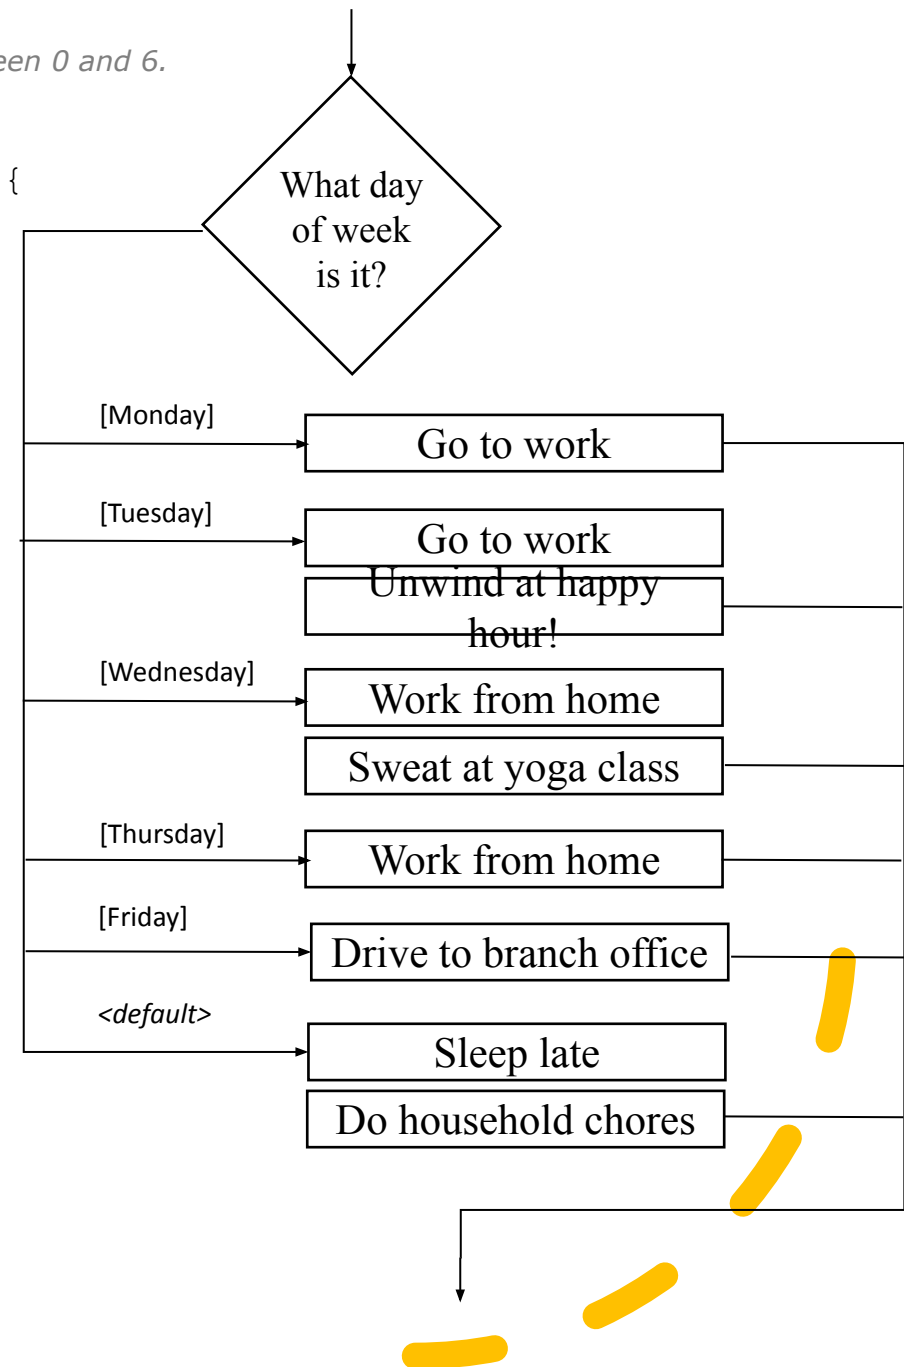 een 0 and 6.
{
What day
of week
is it?
[Monday]
Go to work
[Tuesday]
Go to work
Unwind at happy
hour!
[Wednesday]
Work from home
Sweat at yoga class
[Thursday]
Work from home
[Friday]
Drive to branch office
<default>
Sleep late
Do household chores